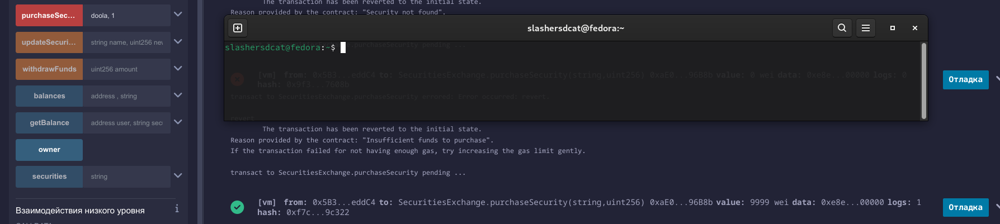 purchaseSec...
doola, 1
updateSecuri...
string name, uint256 nev
withdrawFunds
uint256 amount
balances
address , string
getBalance
address user, string secu
owner
securities
string
Взаимодействия низкого уровня
i
The transaction has been reverted to the initial state.
Reason provided by the contract: "Security not found".
slashersdcat@fedora:~
slashersdcat@fedora:~$
.purchaseSecurity pending ...
[vm] from: 0x5B3...eddC4 to: SecuritiesExchange.purchaseSecurity(string,uint256) 0xaE0...96B8b value: 0 wei data: 0xe8e...00000 logs: 0
hash: 0x9f3...7608b
Отладка
transact to SecuritiesExchange.purchaseSecurity errored: Error occurred: revert.
revert
The transaction has been reverted to the initial state.
Reason provided by the contract: "Insufficient funds to purchase".
If the transaction failed for not having enough gas, try increasing the gas limit gently.
transact to SecuritiesExchange.purchaseSecurity pending ...
[vm] from: 0x5B3...eddC4 to: SecuritiesExchange.purchaseSecurity(string,uint256) 0xaE0...96B8b value: 9999 wei data: 0xe8e...00000 logs: 1
hash: 0xf7c...9c322
Отладка